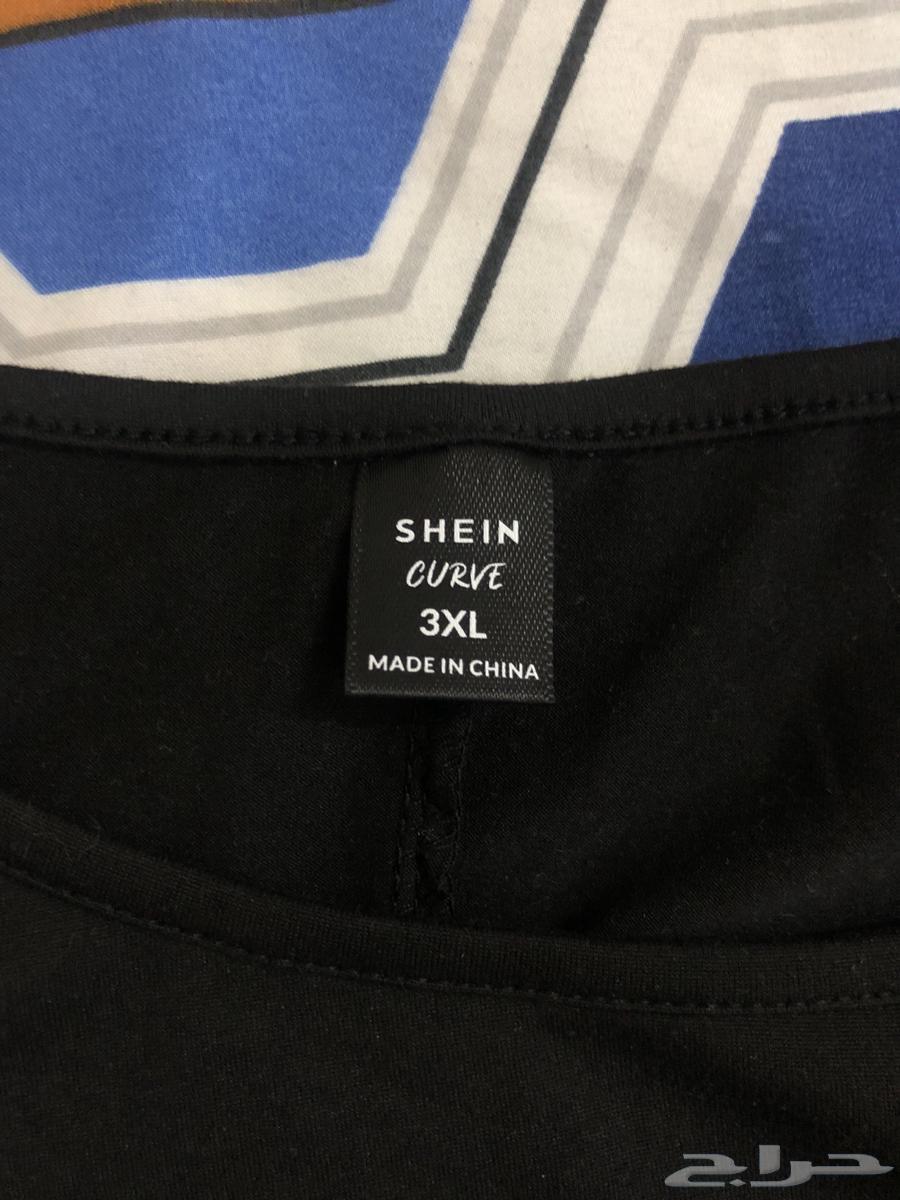 SHEIN
CURVE
3XL
MADE IN CHINA
حراج